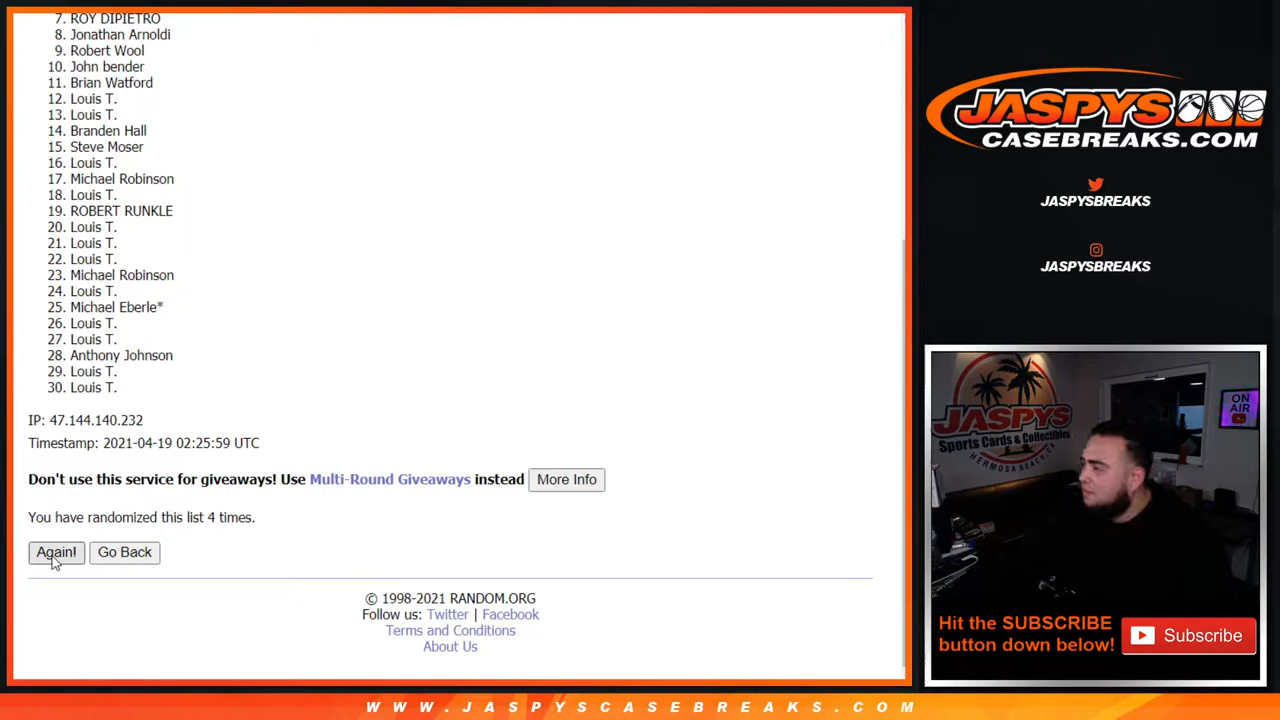 7. ROY DIPIETRO
8. Jonathan Arnoldi
9. Robert Wool
10. John bender
11. Brian Watford
12. Louis T.
13. Louis T.
14. Branden Hall
15. Steve Moser
16. Louis T.
17. Michael Robinson
18. Louis T.
19. ROBERT RUNKLE
20. Louis T.
21. Louis T.
22. Louis T.
23. Michael Robinson
24. Louis T.
25. Michael Eberle*
26. Louis T.
27. Louis T.
28. Anthony Johnson
29. Louis T.
30. Louis T.
IP: 47.144.140.232
Timestamp: 2021-04-19 02:25:59 UTC
Don't use this service for giveaways! Use Multi-Round Giveaways instead More Info
You have randomized this list 4 times.
Again! Go Back
© 1998-2021 RANDOM.ORG
Follow us: Twitter | Facebook
Terms and Conditions
About Us
JASPYS
CASEBREAKS.COM
JASPYSBREAKS
JASPYSBREAKS
JASPYS
Sports Cards & Collectibles
HERMOSA BEACH, CA
ON
AIR
Hit the SUBSCRIBE
button down below!
Subscribe
WWW.JASPYSCASEBREAKS.COM